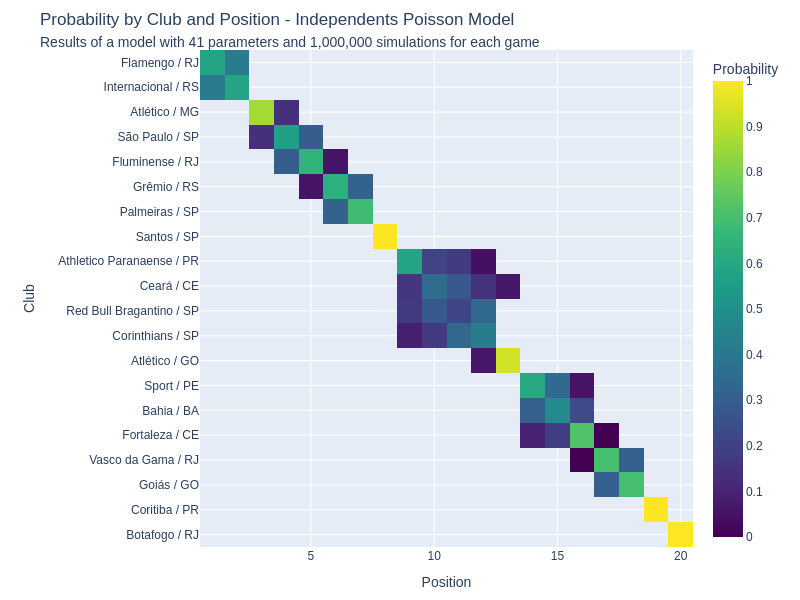 Probability by Club and Position - Independents Poisson Model
Results of a model with 41 parameters and 1,000,000 simulations for each game
Probability
Flamengo / RJ
Internacional / RS
Atlético / MG
São Paulo / SP
Fluminense / RJ
Grêmio / RS
Palmeiras / SP
Santos / SP
Athletico Paranaense / PR
Ceará / CE
Red Bull Bragantino / SP
Corinthians / SP
Atlético / GO
Sport / PE
Bahia / BA
Fortaleza / CE
Vasco da Gama / RJ
Goiás / GO
Coritiba / PR
Botafogo / RJ
Club
5
10
15
20
Position
1
0.9
0.8
0.7
0.6
0.5
0.4
0.3
0.2
0.1
0